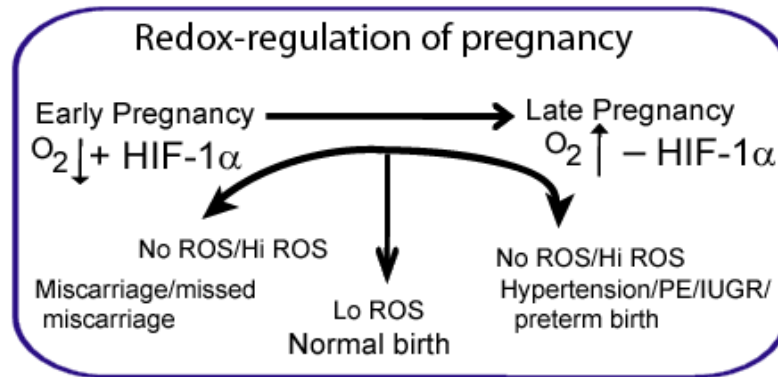 Redox-regulation of pregnancy
Early Pregnancy
Late Pregnancy
O2↓+ HIF-1α
O2↑ – HIF-1α
No ROS/Hi ROS
Miscarriage/missed
miscarriage
Lo ROS
Normal birth
No ROS/Hi ROS
Hypertension/PE/IUGR/
preterm birth